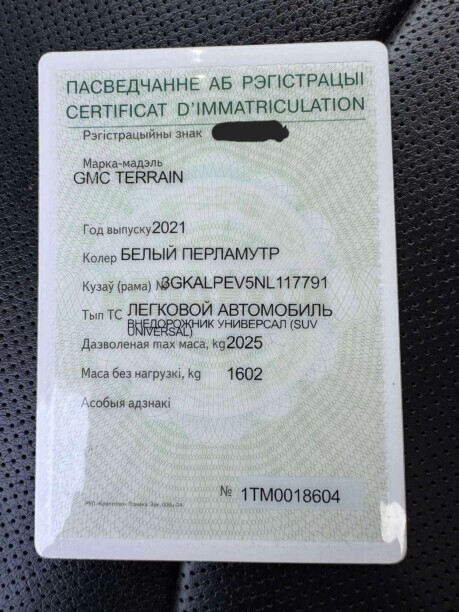 ПАСВЕДЧАННЕ АБ РЭГІСТРАЦЫІ
CERTIFICAT D'IMMATRICULATION
Рэгістрацыйны знак
Марка-мадэль
GMC TERRAIN
Год выпуску 2021
Колер БЕЛЫЙ ПЕРЛАМУТР
Кузаў (рама) № 3GKALPEV5NL117791
Тып ТС ЛЕГКОВОЙ АВТОМОБИЛЬ
ВНЕДОРОЖНИК УНИВЕРСАЛ (SUV
UNIVERSAL)
Дазволеная max маса, kg 2025
Маса без нагрузкі, kg 1602
Асобыя адзнакі
№ 1TM0018604